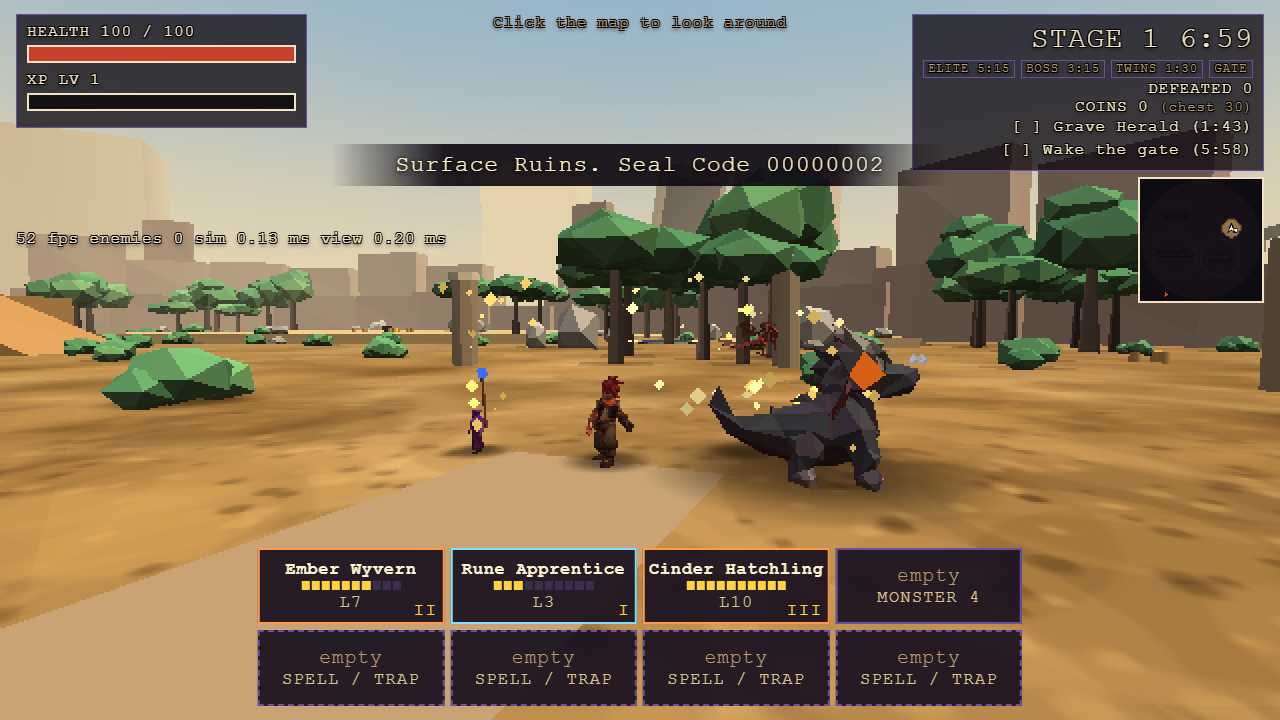 HEALTH 100 / 100
XP LV 1
Click the map to look around
STAGE 1 6:59
ELITE 5:15 BOSS 3:15 TWINS 1:30 GATE
DEFEATED 0
COINS 0 (chest 30)
[ ] Grave Herald (1:43)
[ ] Wake the gate (5:58)
Surface Ruins. Seal Code 00000002
52 fps enemies 0 sim 0.13 ms view 0.20 ms
Ember Wyvern
L7
II
Rune Apprentice
L3
I
Cinder Hatchling
L10
III
empty
MONSTER 4
empty
SPELL / TRAP
empty
SPELL / TRAP
empty
SPELL / TRAP
empty
SPELL / TRAP